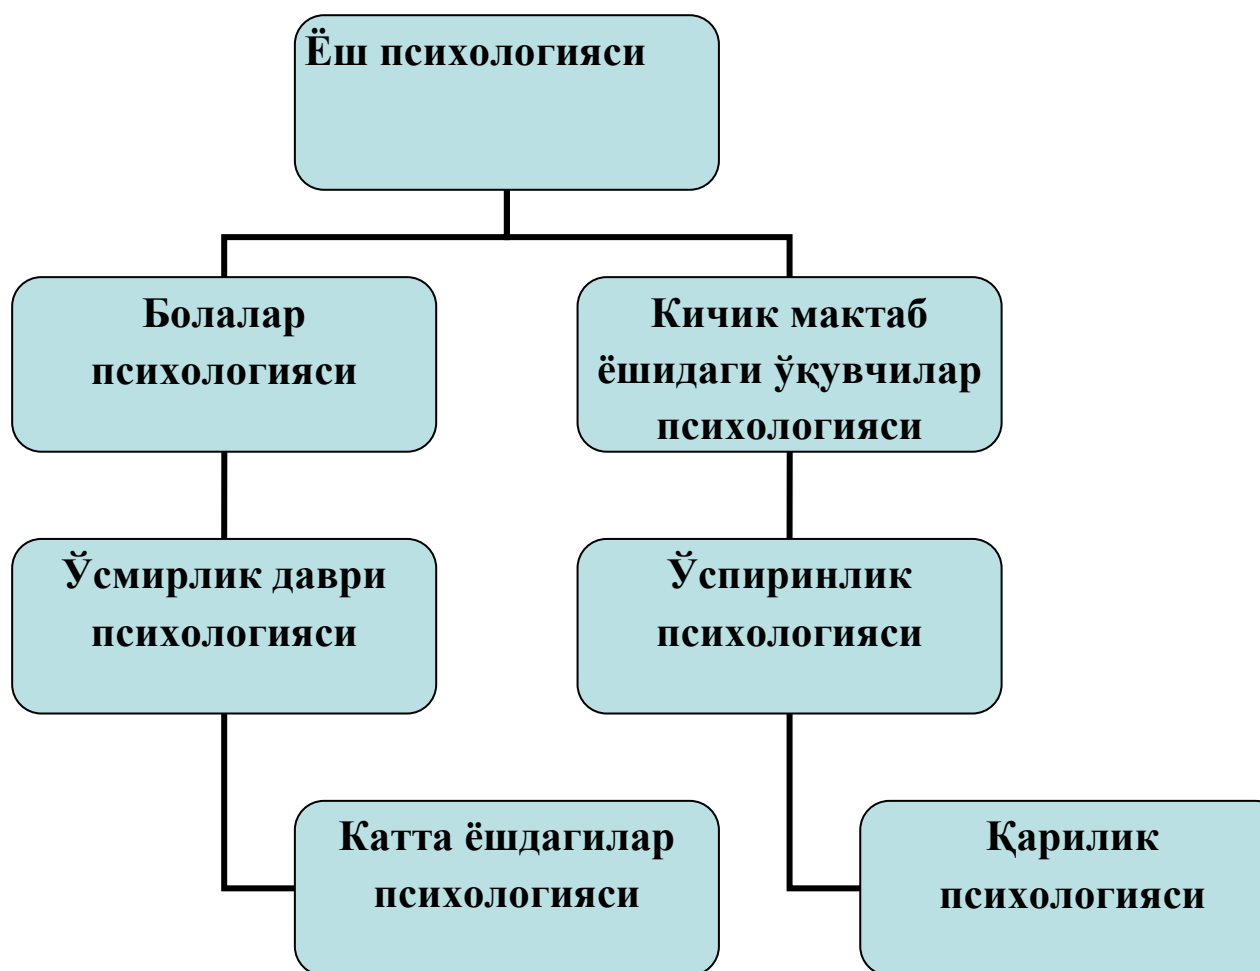 Ёш психологияси
Болалар
психологияси
Кичик мактаб
ёшидаги ўқувчилар
психологияси
Ўсмирлик даври
психологияси
Ўспиринлик
психологияси
Катта ёшдагилар
психологияси
Қарилик
психологияси